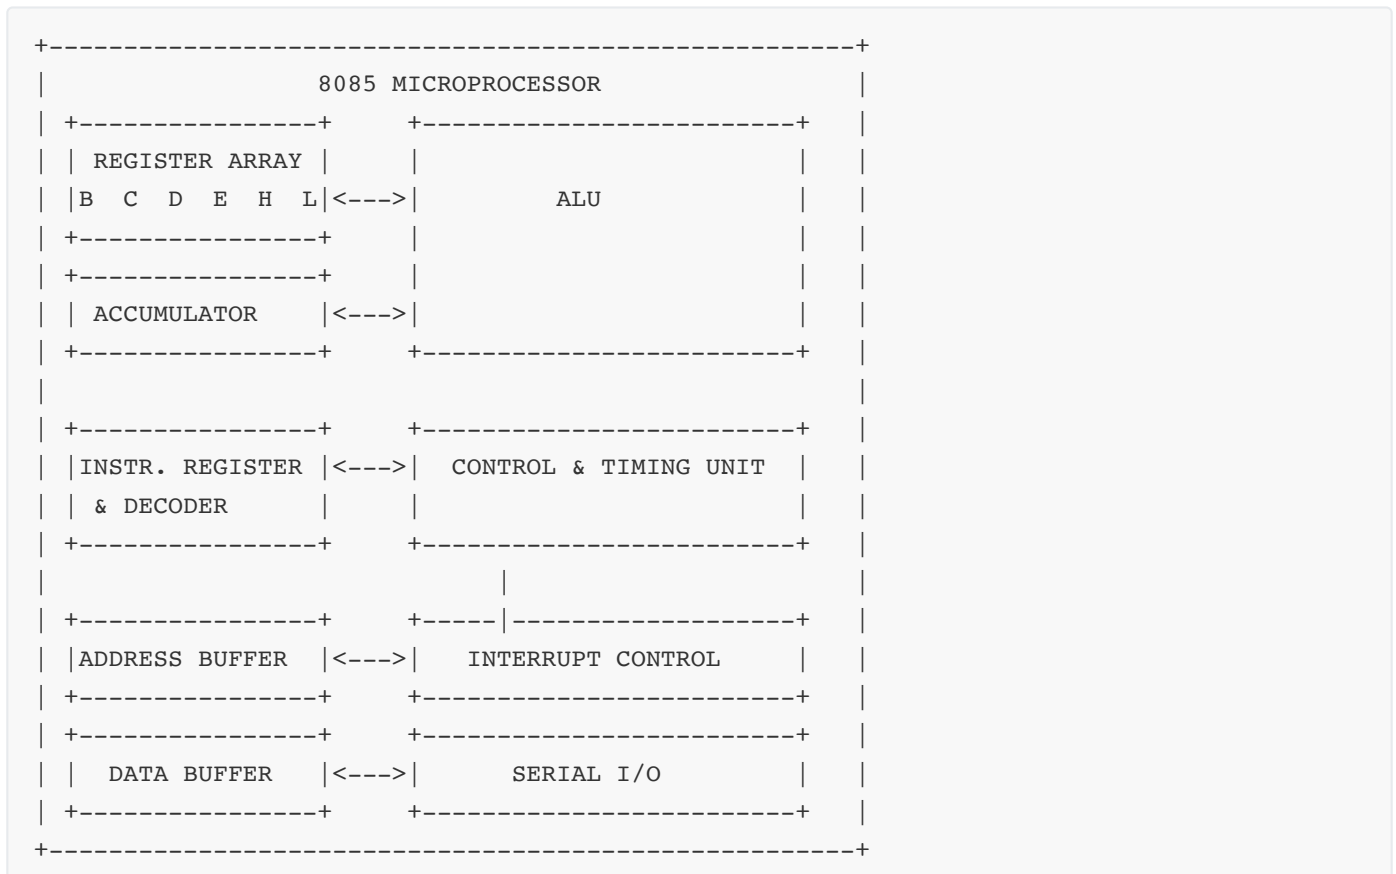 +------------------------------------------------------+
|                  8085 MICROPROCESSOR                 |
| +----------------+     +-------------------------+   |
| | REGISTER ARRAY |     |                         |   |
| |B  C  D  E  H  L|<--->|         ALU             |   |
| +----------------+     |                         |   |
| +----------------+     |                         |   |
| | ACCUMULATOR    |<--->|                         |   |
| +----------------+     +-------------------------+   |
|                                                      |
| +----------------+     +-------------------------+   |
| |INSTR. REGISTER |<--->|  CONTROL & TIMING UNIT  |   |
| | & DECODER      |     |                         |   |
| +----------------+     +-------------------------+   |
|                              |                       |
| +----------------+     +-----|-------------------+   |
| |ADDRESS BUFFER  |<--->|   INTERRUPT CONTROL     |   |
| +----------------+     +-------------------------+   |
| +----------------+     +-------------------------+   |
| |  DATA BUFFER   |<--->|      SERIAL I/O         |   |
| +----------------+     +-------------------------+   |
+------------------------------------------------------+